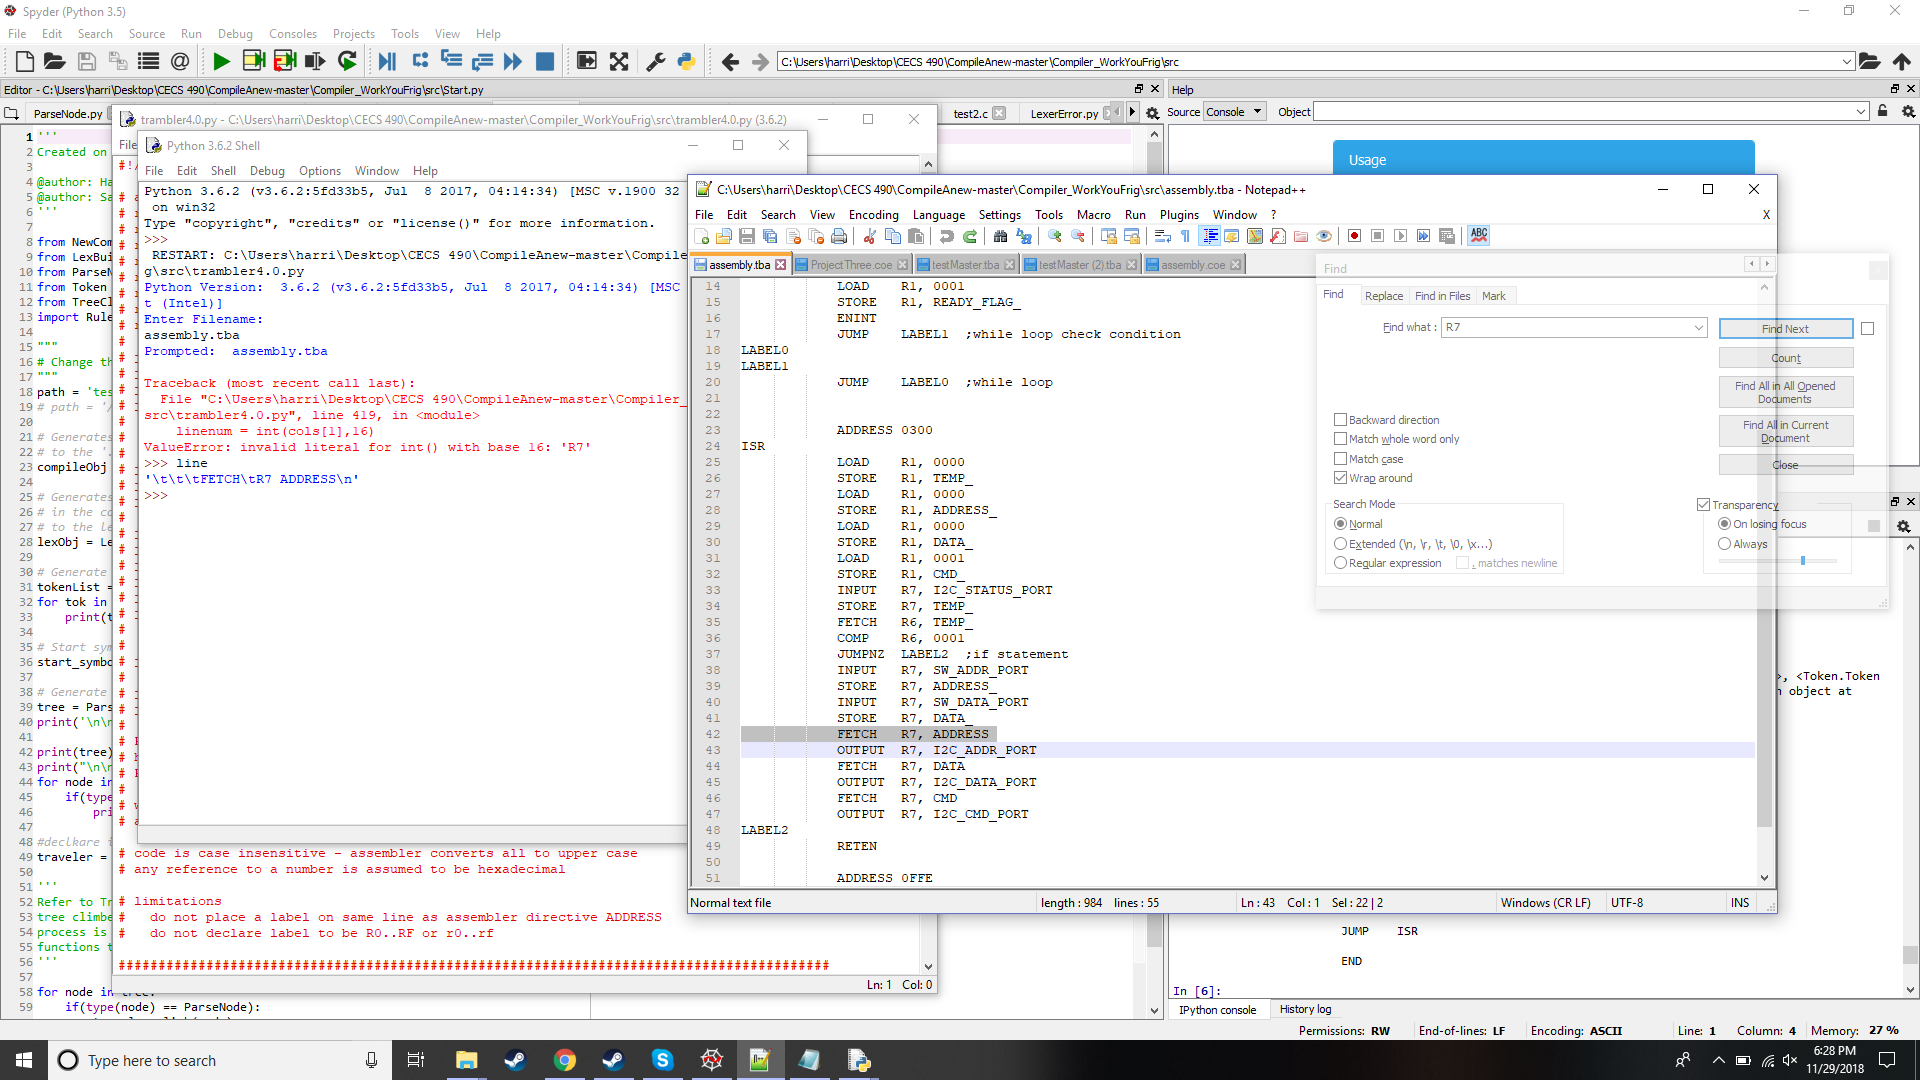 Spyder (Python 3.5)
File Edit Search Source Run Debug Consoles Projects Tools View Help
C:\Users\harri\Desktop\CECS 490\CompileAnew-master\Compiler_WorkYouFrig\src
Editor - C:\Users\harri\Desktop\CECS 490\CompileAnew-master\Compiler_WorkYouFrig\src\Start.py
Help
ParseNode.py
test2.c
LexerError.py
Source Console Object
Usage
1 '''
2 Created on
3
4 @author: Ha
5 @author: Sa
6 '''
7
8 from NewCom
9 from LexBui
10 from ParseN
11 from Token
12 from TreeCl
13 import Rule
14
15 """
16 # Change th
17 """
18 path = 'tes
19 # path = '/
20
21 # Generates
22 # to the '.
23 compileObj
24
25 # Generates
26 # in the co
27 # to the le
28 lexObj = Le
29
30 # Generate
31 tokenList =
32 for tok in
33 print(t
34
35 # Start sym
36 start_symbo
37
38 # Generate
39 tree = Pars
40 print('\n\n
41
42 print(tree)
43 print("\n\n
44 for node in
45 if(type
46 pri
47
48 #declkare i
49 traveler =
50
51 '''
52 Refer to Tr
53 tree climbe
54 process is
55 functions t
56 '''
57
58 for node in tree:
59 if(type(node) == ParseNode):
trambler4.0.py - C:\Users\harri\Desktop\CECS 490\CompileAnew-master\Compiler_WorkYouFrig\src\trambler4.0.py (3.6.2)
File
#!/
# code is case insensitive - assembler converts all to upper case
# any reference to a number is assumed to be hexadecimal
# limitations
# do not place a label on same line as assembler directive ADDRESS
# do not declare label to be R0..RF or r0..rf
Ln: 1 Col: 0
Python 3.6.2 Shell
File Edit Shell Debug Options Window Help
Python 3.6.2 (v3.6.2:5fd33b5, Jul 8 2017, 04:14:34) [MSC v.1900 32
on win32
Type "copyright", "credits" or "license()" for more information.
>>>
RESTART: C:\Users\harri\Desktop\CECS 490\CompileAnew-master\Compile
g\src\trambler4.0.py
Python Version: 3.6.2 (v3.6.2:5fd33b5, Jul 8 2017, 04:14:34) [MSC
t (Intel)]
Enter Filename:
assembly.tba
Prompted: assembly.tba
Traceback (most recent call last):
File "C:\Users\harri\Desktop\CECS 490\CompileAnew-master\Compiler_
src\trambler4.0.py", line 419, in <module>
linenum = int(cols[1],16)
ValueError: invalid literal for int() with base 16: 'R7'
>>> line
'\t\t\tFETCH\tR7 ADDRESS\n'
>>>
C:\Users\harri\Desktop\CECS 490\CompileAnew-master\Compiler_WorkYouFrig\src\assembly.tba - Notepad++
File Edit Search View Encoding Language Settings Tools Macro Run Plugins Window ? X
assembly.tba ProjectThree.coe testMaster.tba testMaster (2).tba assembly.coe
14 LOAD R1, 0001
15 STORE R1, READY_FLAG_
16 ENINT
17 JUMP LABEL1 ;while loop check condition
18 LABEL0
19 LABEL1
20 JUMP LABEL0 ;while loop
21
22
23 ADDRESS 0300
24 ISR
25 LOAD R1, 0000
26 STORE R1, TEMP_
27 LOAD R1, 0000
28 STORE R1, ADDRESS_
29 LOAD R1, 0000
30 STORE R1, DATA_
31 LOAD R1, 0001
32 STORE R1, CMD_
33 INPUT R7, I2C_STATUS_PORT
34 STORE R7, TEMP_
35 FETCH R6, TEMP_
36 COMP R6, 0001
37 JUMPNZ LABEL2 ;if statement
38 INPUT R7, SW_ADDR_PORT
39 STORE R7, ADDRESS_
40 INPUT R7, SW_DATA_PORT
41 STORE R7, DATA_
42 FETCH R7, ADDRESS
43 OUTPUT R7, I2C_ADDR_PORT
44 FETCH R7, DATA
45 OUTPUT R7, I2C_DATA_PORT
46 FETCH R7, CMD
47 OUTPUT R7, I2C_CMD_PORT
48 LABEL2
49 RETEN
50
51 ADDRESS 0FFE
Normal text file length : 984 lines : 55 Ln : 43 Col : 1 Sel : 22 | 2 Windows (CR LF) UTF-8 INS
Find
Find Replace Find in Files Mark
Find what : R7
Find Next
Count
Find All in All Opened Documents
Find All in Current Document
Close
Backward direction
Match whole word only
Match case
Wrap around
Search Mode
Normal
Extended (\n, \r, \t, \0, \x...)
Regular expression . matches newline
Transparency
On losing focus
Always
>, <Token.Token
n object at
JUMP ISR
END
In [6]:
IPython console History log
Permissions: RW End-of-lines: LF Encoding: ASCII Line: 1 Column: 4 Memory: 27 %
Type here to search
6:28 PM
11/29/2018